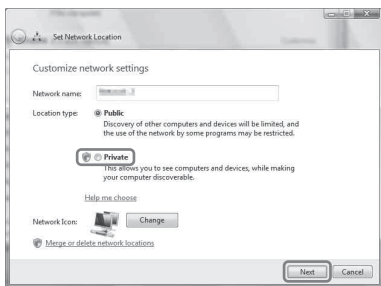 Set Network Location
Customize network settings
Network name:
Location type:
Public
Discovery of other computers and devices will be limited, and
the use of the network by some programs may be restricted.
Private
This allows you to see computers and devices, while making
your computer discoverable.
Help me choose
Network Icon:
Change
Merge or delete network locations
Next
Cancel